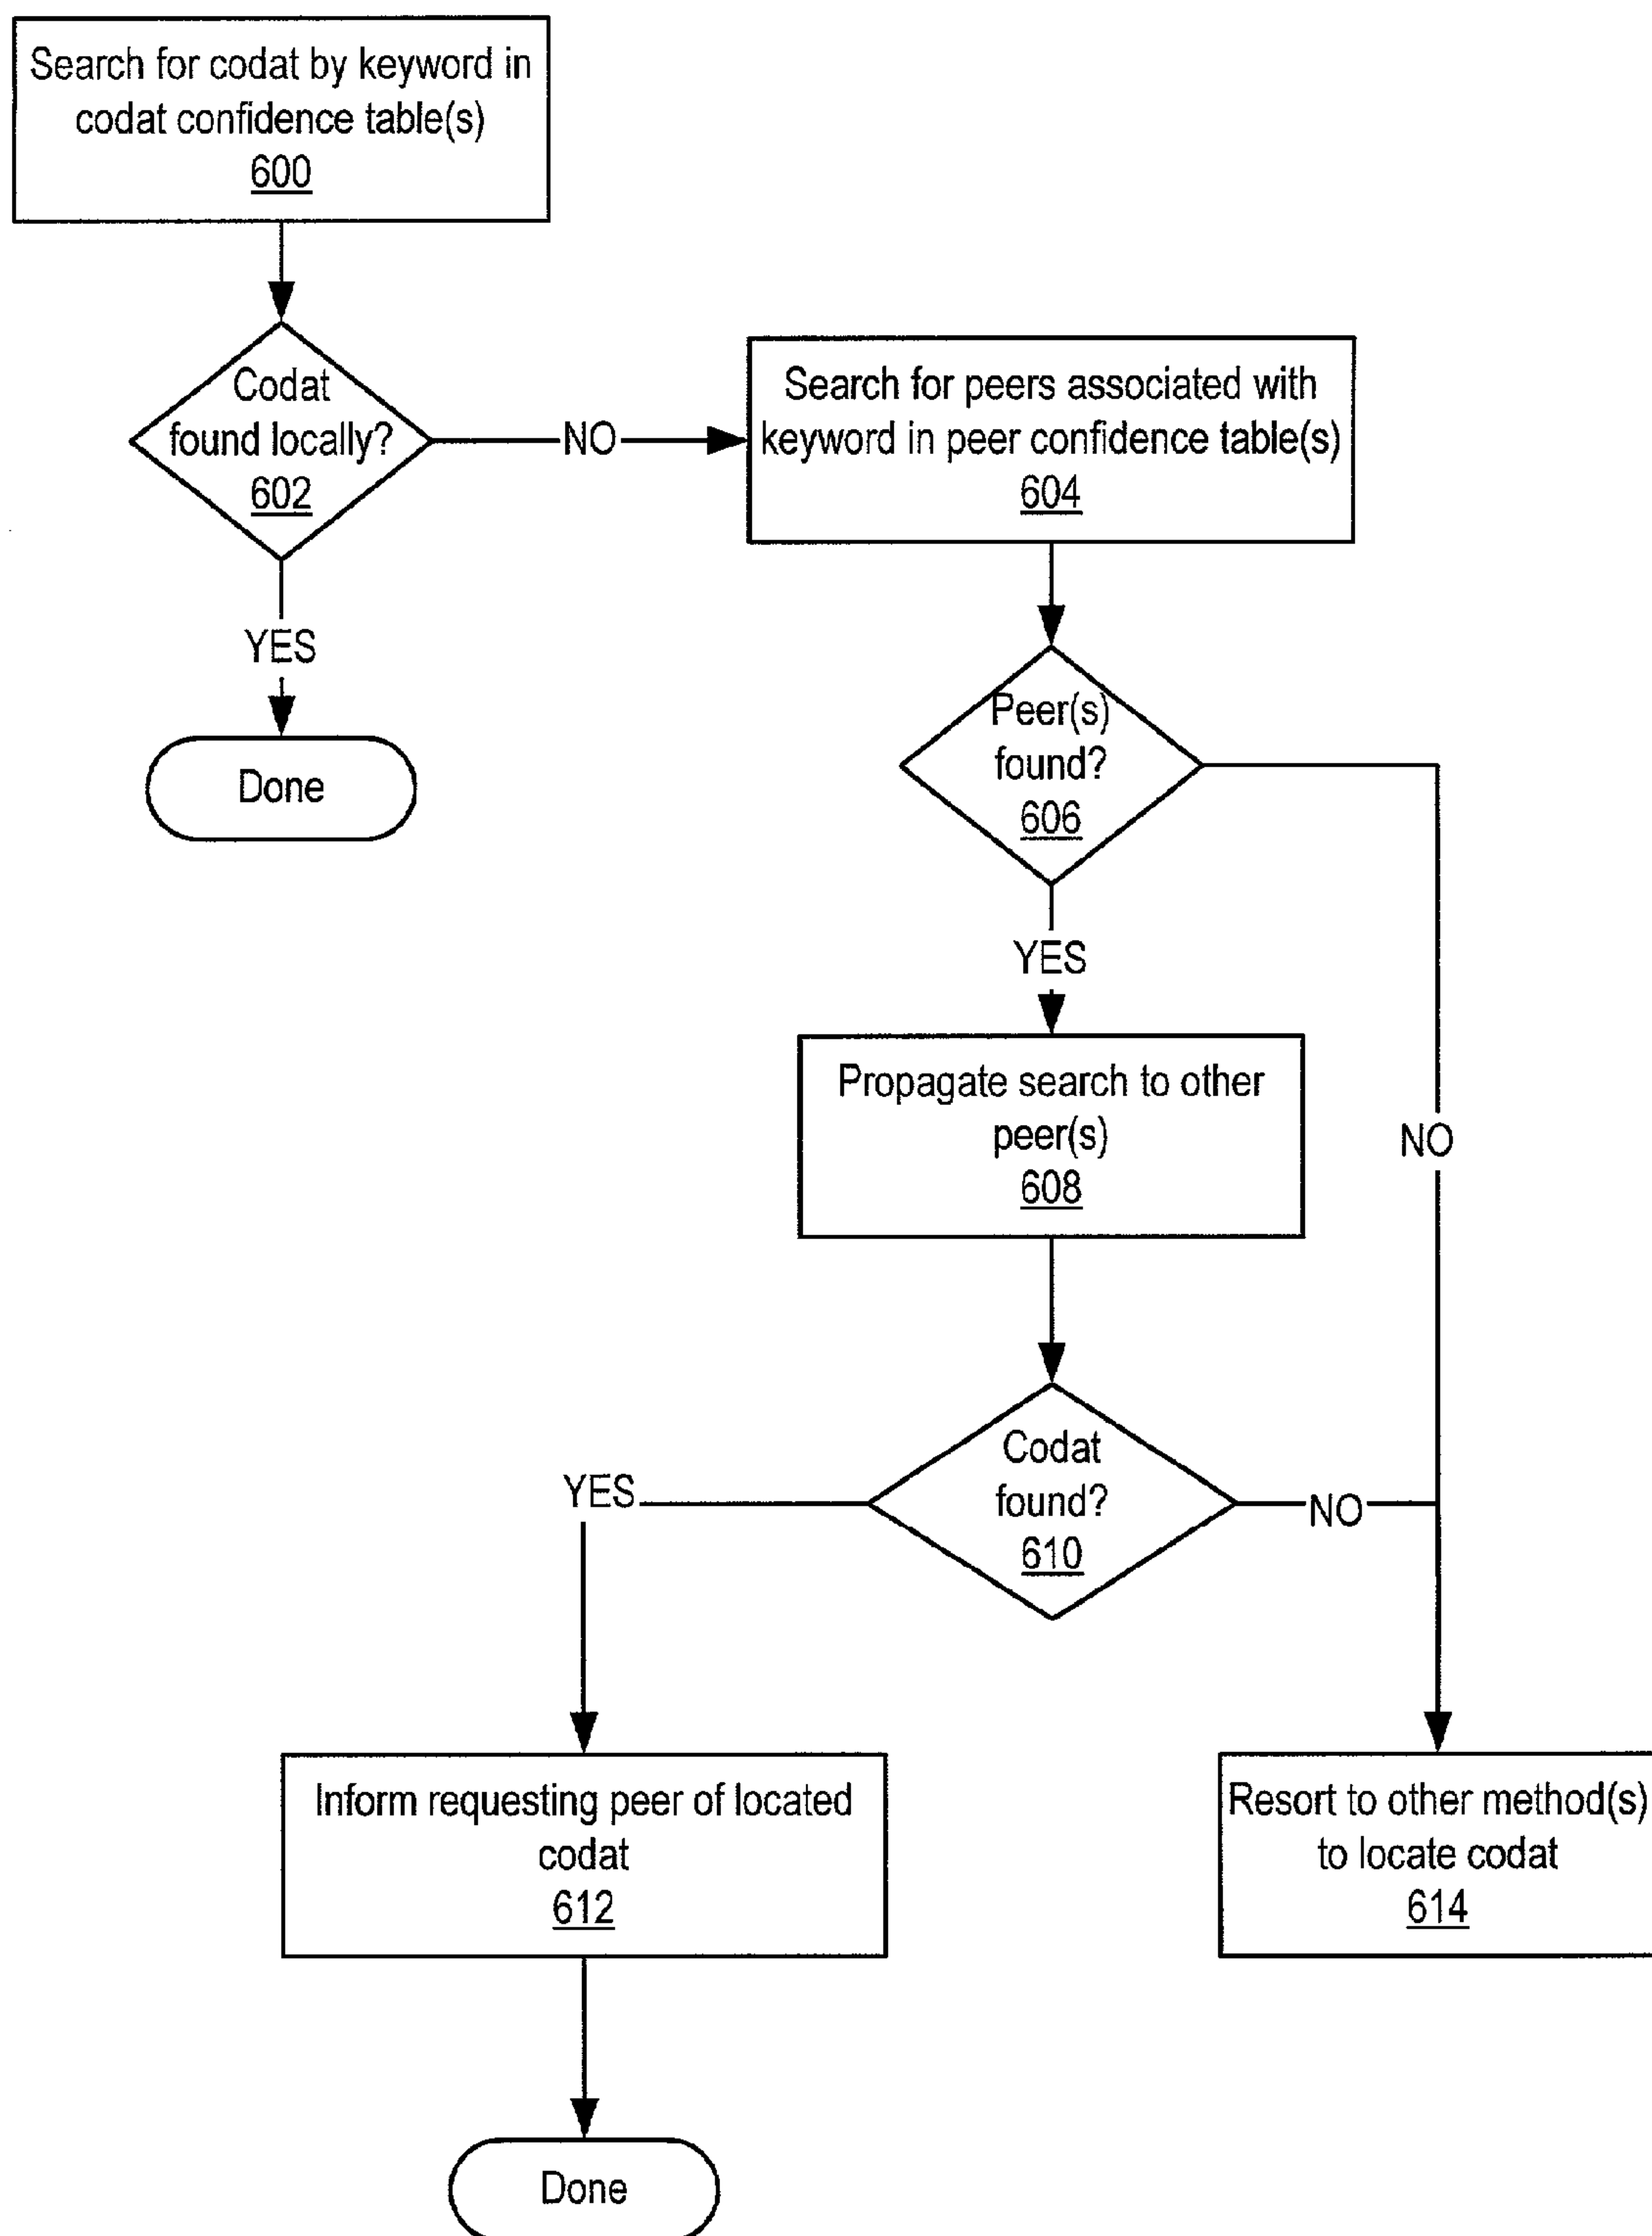 Search for codat by keyword in
codat confidence table(s)
600
Codat
found locally?
602
NO
Search for peers associated with
keyword in peer confidence table(s)
604
YES
Done
Peer(s)
found?
606
YES
NO
Propagate search to other
peer(s)
608
Codat
found?
610
YES
NO
Inform requesting peer of located
codat
612
Resort to other method(s)
to locate codat
614
Done